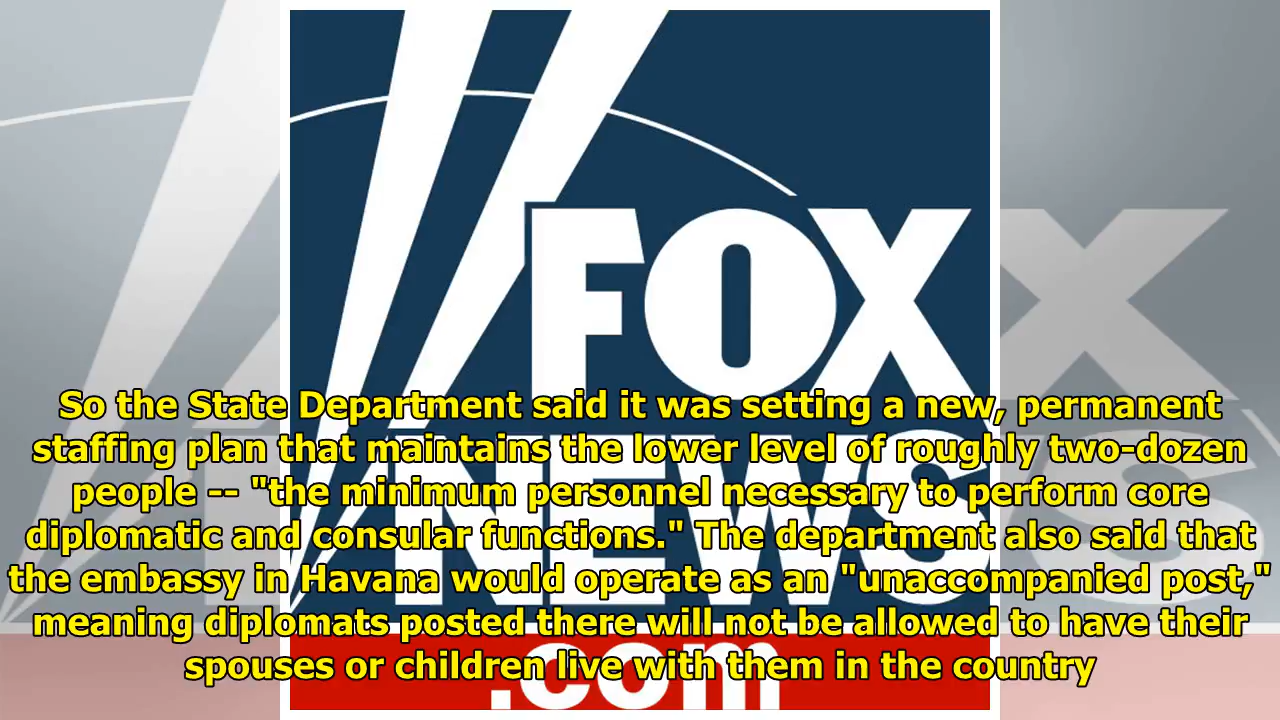 FOX
NEWS
.com
So the State Department said it was setting a new, permanent
staffing plan that maintains the lower level of roughly two-dozen
people -- "the minimum personnel necessary to perform core
diplomatic and consular functions." The department also said that
the embassy in Havana would operate as an "unaccompanied post,"
meaning diplomats posted there will not be allowed to have their
spouses or children live with them in the country